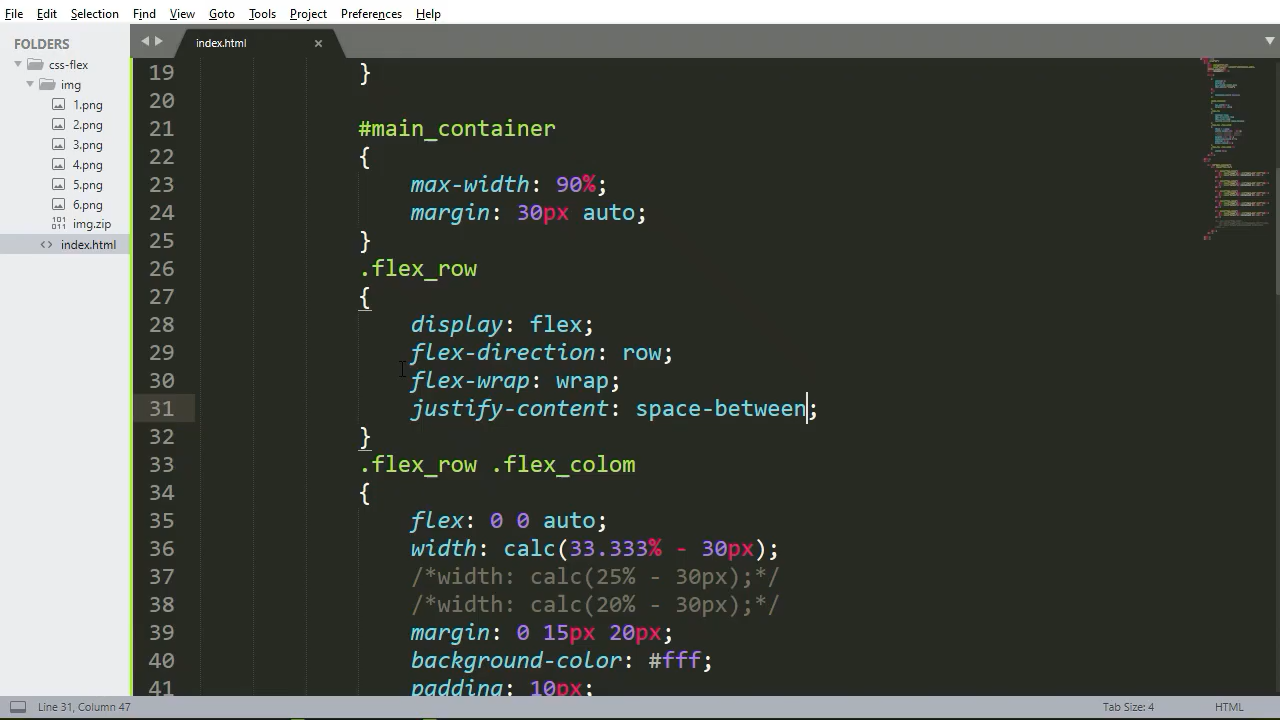 File Edit Selection Find View Goto Tools Project Preferences Help
FOLDERS
css-flex
img
1.png
2.png
3.png
4.png
5.png
6.png
img.zip
index.html
index.html
19 }
20
21 #main_container
22 {
23 max-width: 90%;
24 margin: 30px auto;
25 }
26 .flex_row
27 {
28 display: flex;
29 flex-direction: row;
30 flex-wrap: wrap;
31 justify-content: space-between;
32 }
33 .flex_row .flex_colom
34 {
35 flex: 0 0 auto;
36 width: calc(33.333% - 30px);
37 /*width: calc(25% - 30px);*/
38 /*width: calc(20% - 30px);*/
39 margin: 0 15px 20px;
40 background-color: #fff;
41 padding: 10px;
Line 31, Column 47
Tab Size: 4
HTML